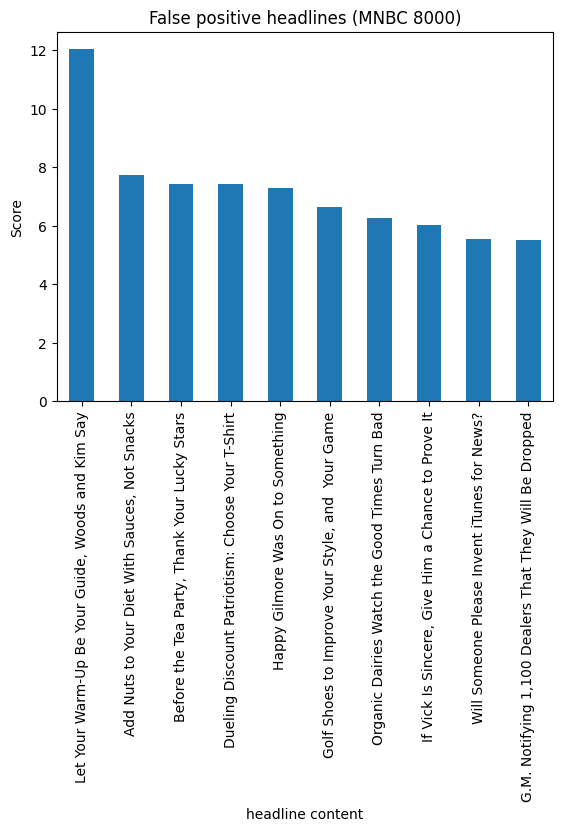 False positive headlines (MNBC 8000)
Score
12
10
8
6
4
2
0
Let Your Warm-Up Be Your Guide, Woods and Kim Say
Add Nuts to Your Diet With Sauces, Not Snacks
Before the Tea Party, Thank Your Lucky Stars
Dueling Discount Patriotism: Choose Your T-Shirt
Happy Gilmore Was On to Something
Golf Shoes to Improve Your Style, and  Your Game
Organic Dairies Watch the Good Times Turn Bad
If Vick Is Sincere, Give Him a Chance to Prove It
Will Someone Please Invent iTunes for News?
G.M. Notifying 1,100 Dealers That They Will Be Dropped
headline content